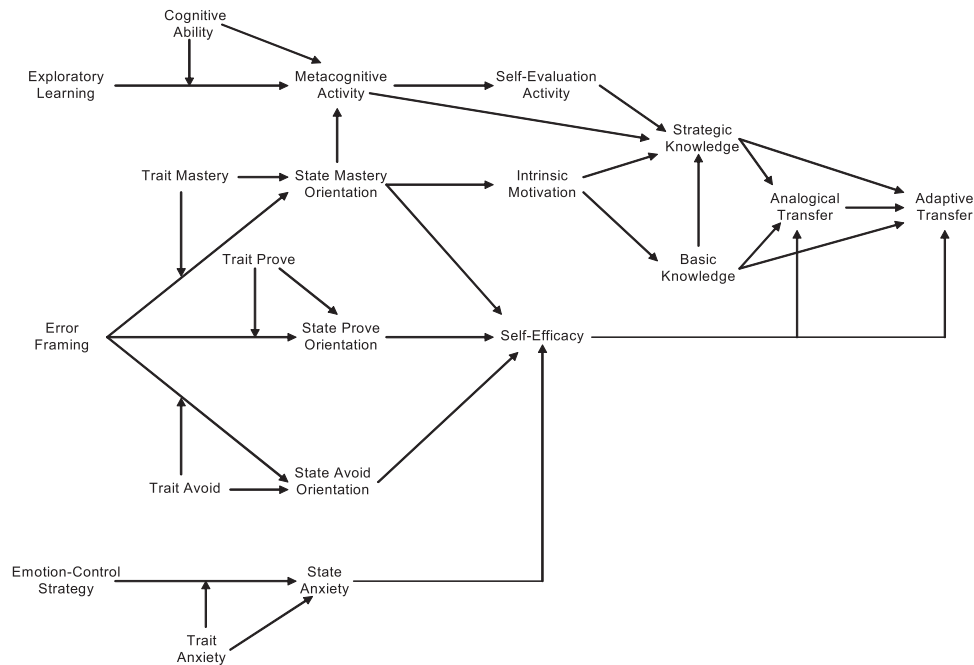 Cognitive
Ability
Exploratory
Learning
Metacognitive
Activity
Self-Evaluation
Activity
Strategic
Knowledge
Trait Mastery
State Mastery
Orientation
Intrinsic
Motivation
Analogical
Transfer
Adaptive
Transfer
Trait Prove
Basic
Knowledge
Error
Framing
State Prove
Orientation
Self-Efficacy
Trait Avoid
State Avoid
Orientation
Emotion-Control
Strategy
State
Anxiety
Trait
Anxiety